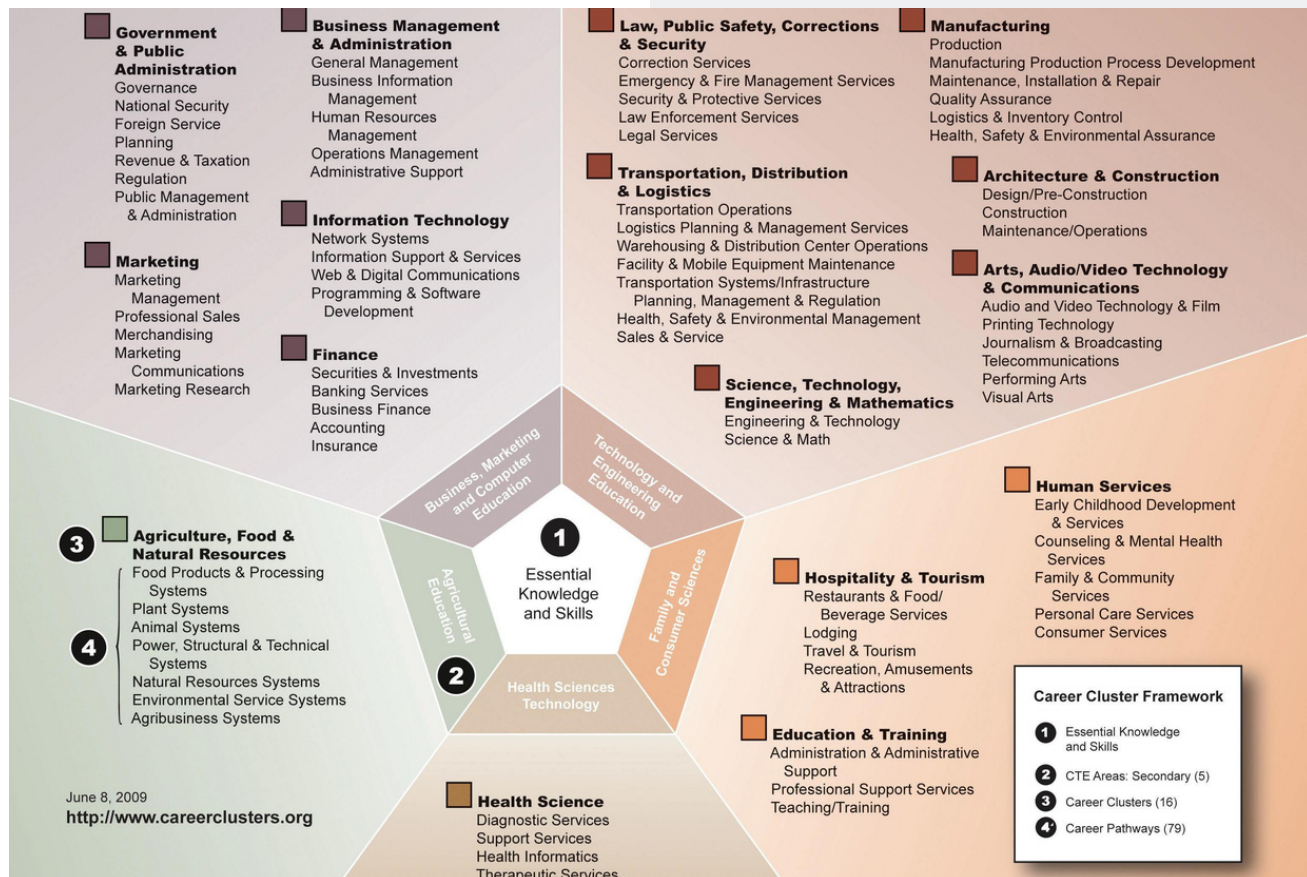 Government
& Public
Administration
Governance
National Security
Foreign Service
Planning
Revenue & Taxation
Regulation
Public Management
& Administration
Marketing
Marketing
Management
Professional Sales
Merchandising
Marketing
Communications
Marketing Research
Business Management
& Administration
General Management
Business Information
Management
Human Resources
Management
Operations Management
Administrative Support
Information Technology
Network Systems
Information Support & Services
Web & Digital Communications
Programming & Software
Development
Finance
Securities & Investments
Banking Services
Business Finance
Accounting
Insurance
Law, Public Safety, Corrections
& Security
Correction Services
Emergency & Fire Management Services
Security & Protective Services
Law Enforcement Services
Legal Services
Transportation, Distribution
& Logistics
Transportation Operations
Logistics Planning & Management Services
Warehousing & Distribution Center Operations
Facility & Mobile Equipment Maintenance
Transportation Systems/Infrastructure
Planning, Management & Regulation
Health, Safety & Environmental Management
Sales & Service
Science, Technology,
Engineering & Mathematics
Engineering & Technology
Science & Math
Manufacturing
Production
Manufacturing Production Process Development
Maintenance, Installation & Repair
Quality Assurance
Logistics & Inventory Control
Health, Safety & Environmental Assurance
Architecture & Construction
Design/Pre-Construction
Construction
Maintenance/Operations
Arts, Audio/Video Technology
& Communications
Audio and Video Technology & Film
Printing Technology
Journalism & Broadcasting
Telecommunications
Performing Arts
Visual Arts
Business, Marketing
and Computer
Education
Technology and
Engineering
Education
Agricultural
Education
2
1
Essential
Knowledge
and Skills
Family and
Consumer Sciences
Health Sciences
Technology
3
Agriculture, Food &
Natural Resources
4
Food Products & Processing
Systems
Plant Systems
Animal Systems
Power, Structural & Technical
Systems
Natural Resources Systems
Environmental Service Systems
Agribusiness Systems
June 8, 2009
http://www.careerclusters.org
Health Science
Diagnostic Services
Support Services
Health Informatics
Therapeutic Services
Hospitality & Tourism
Restaurants & Food/
Beverage Services
Lodging
Travel & Tourism
Recreation, Amusements
& Attractions
Education & Training
Administration & Administrative
Support
Professional Support Services
Teaching/Training
Human Services
Early Childhood Development
& Services
Counseling & Mental Health
Services
Family & Community
Services
Personal Care Services
Consumer Services
Career Cluster Framework
1 Essential Knowledge
and Skills
2 CTE Areas: Secondary (5)
3 Career Clusters (16)
4 Career Pathways (79)